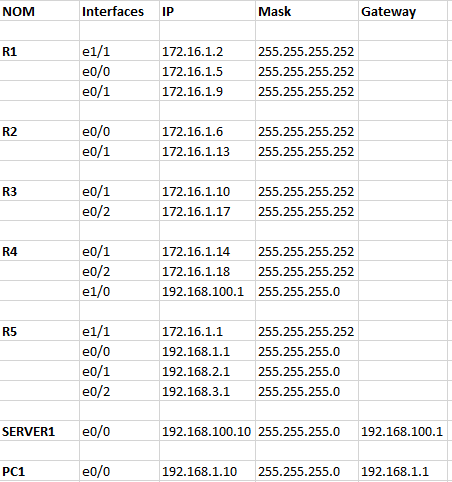 NOM Interfaces IP Mask Gateway
R1 e1/1 172.16.1.2 255.255.255.252
e0/0 172.16.1.5 255.255.255.252
e0/1 172.16.1.9 255.255.255.252
R2 e0/0 172.16.1.6 255.255.255.252
e0/1 172.16.1.13 255.255.255.252
R3 e0/1 172.16.1.10 255.255.255.252
e0/2 172.16.1.17 255.255.255.252
R4 e0/1 172.16.1.14 255.255.255.252
e0/2 172.16.1.18 255.255.255.252
e1/0 192.168.100.1 255.255.255.0
R5 e1/1 172.16.1.1 255.255.255.252
e0/0 192.168.1.1 255.255.255.0
e0/1 192.168.2.1 255.255.255.0
e0/2 192.168.3.1 255.255.255.0
SERVER1 e0/0 192.168.100.10 255.255.255.0 192.168.100.1
PC1 e0/0 192.168.1.10 255.255.255.0 192.168.1.1